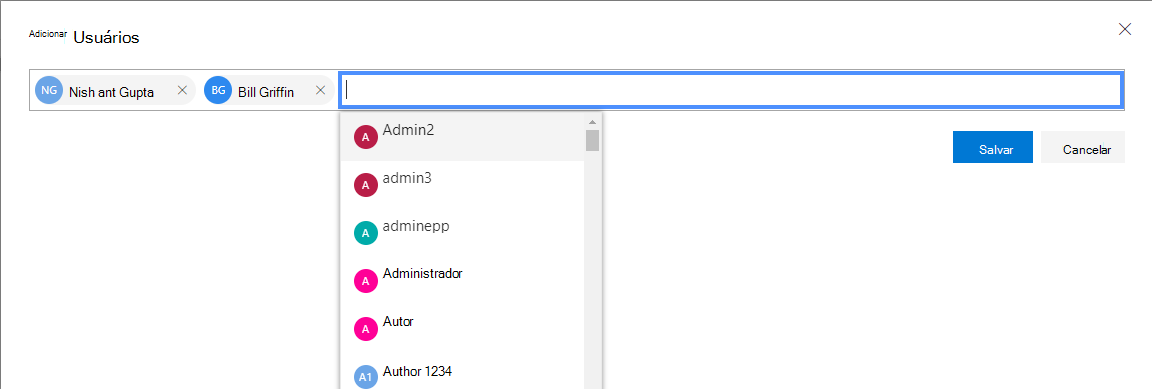 Adicionar Usuários
NG Nish ant Gupta BG Bill Griffin
A Admin2
Salvar Cancelar
A admin3
A adminepp
A Administrador
A Autor
A1 Author 1234